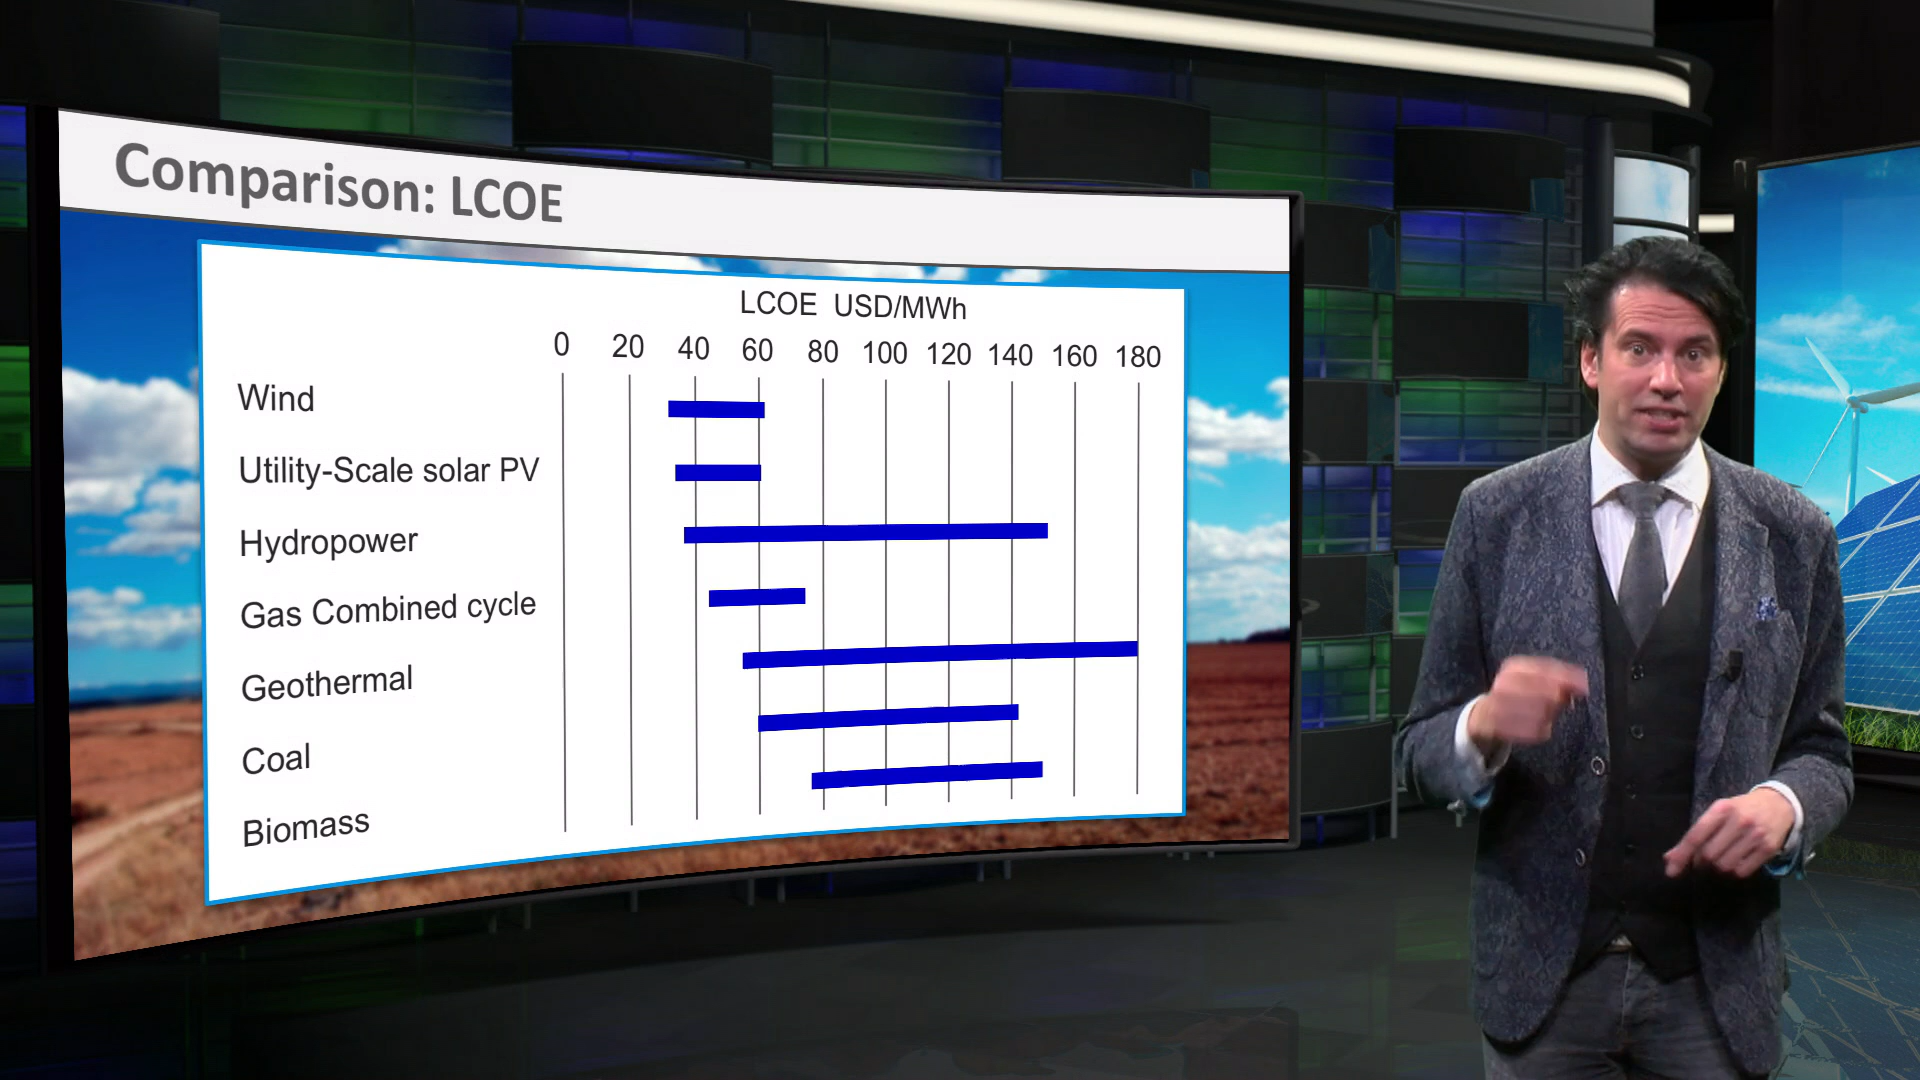 Comparison: LCOE
LCOE USD/MWh
0 20 40 60 80 100 120 140 160 180
Wind
Utility-Scale solar PV
Hydropower
Gas Combined cycle
Geothermal
Coal
Biomass